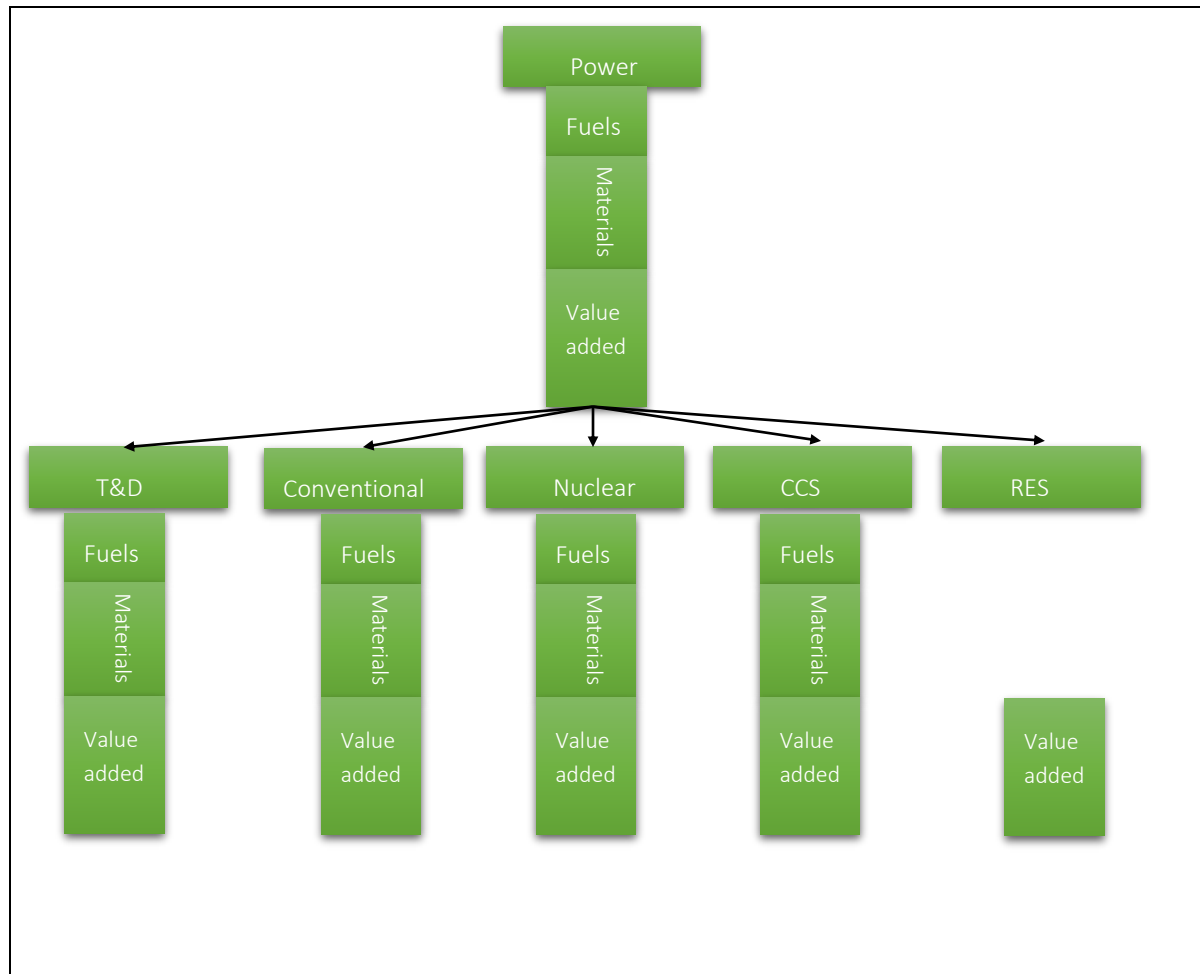 Power
Fuels
Materials
Value
added
T&D
Conventional
Nuclear
CCS
RES
Fuels
Fuels
Fuels
Fuels
Materials
Materials
Materials
Materials
Value
added
Value
added
Value
added
Value
added
Value
added